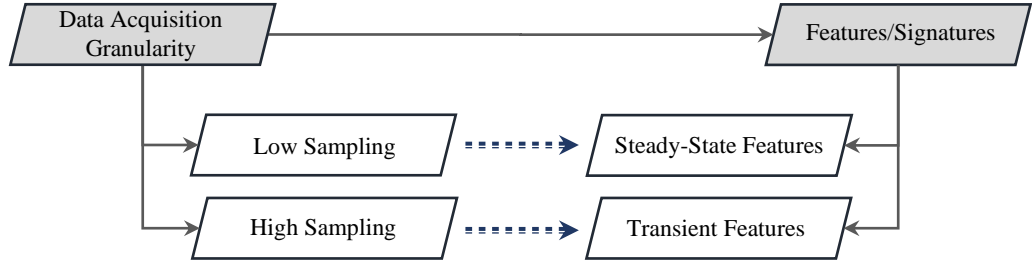 Data Acquisition
Granularity
Features/Signatures
Low Sampling
Steady-State Features
High Sampling
Transient Features